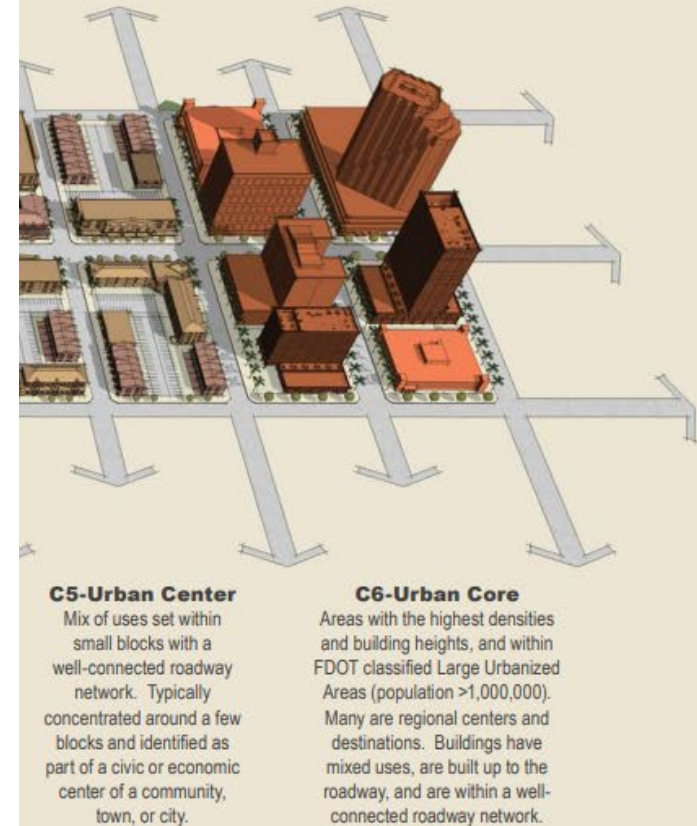 C5-Urban Center
Mix of uses set within
small blocks with a
well-connected roadway
network. Typically
concentrated around a few
blocks and identified as
part of a civic or economic
center of a community,
town, or city.
C6-Urban Core
Areas with the highest densities
and building heights, and within
FDOT classified Large Urbanized
Areas (population >1,000,000).
Many are regional centers and
destinations. Buildings have
mixed uses, are built up to the
roadway, and are within a well-
connected roadway network.